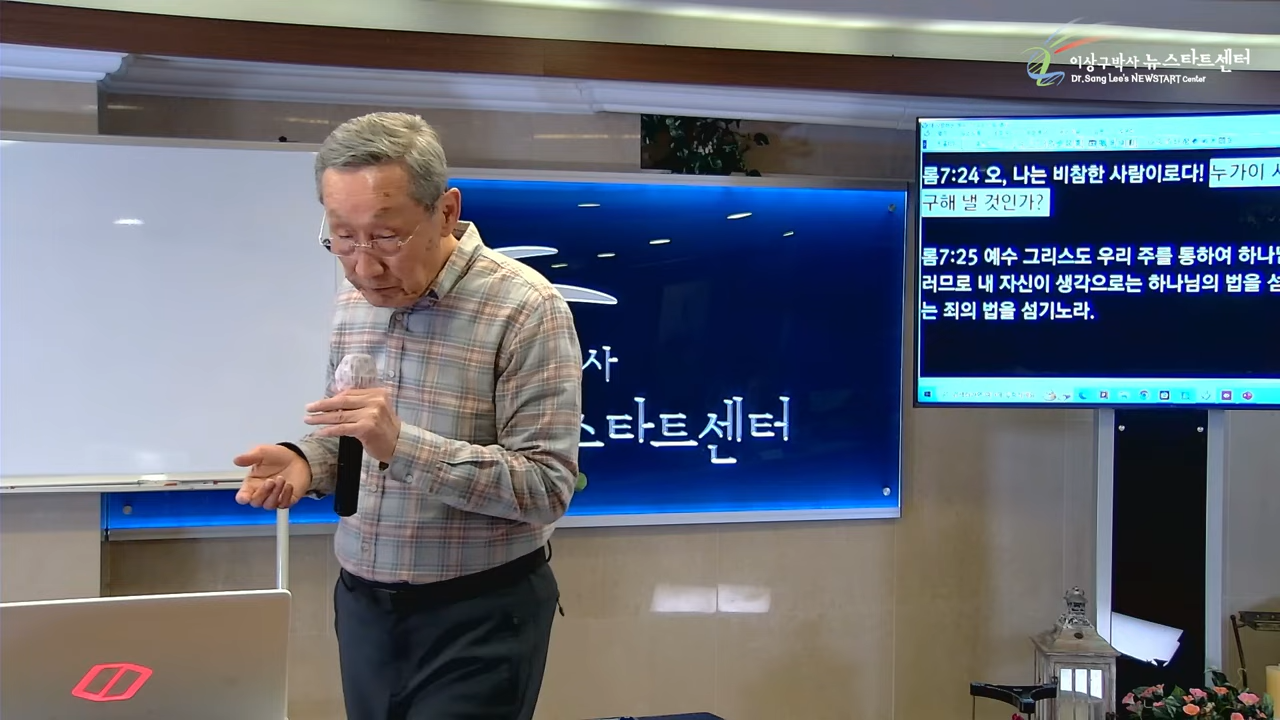 이상구박사 뉴스타트센터
Dr. Sang Lee's NEWSTART Center
롬7:24 오, 나는 비참한 사람이로다! 누가이
구해 낼 것인가?
롬7:25 예수 그리스도 우리 주를 통하여 하나님
러므로 내 자신이 생각으로는 하나님의 법을 섬
는 죄의 법을 섬기노라.
사
스타트센터